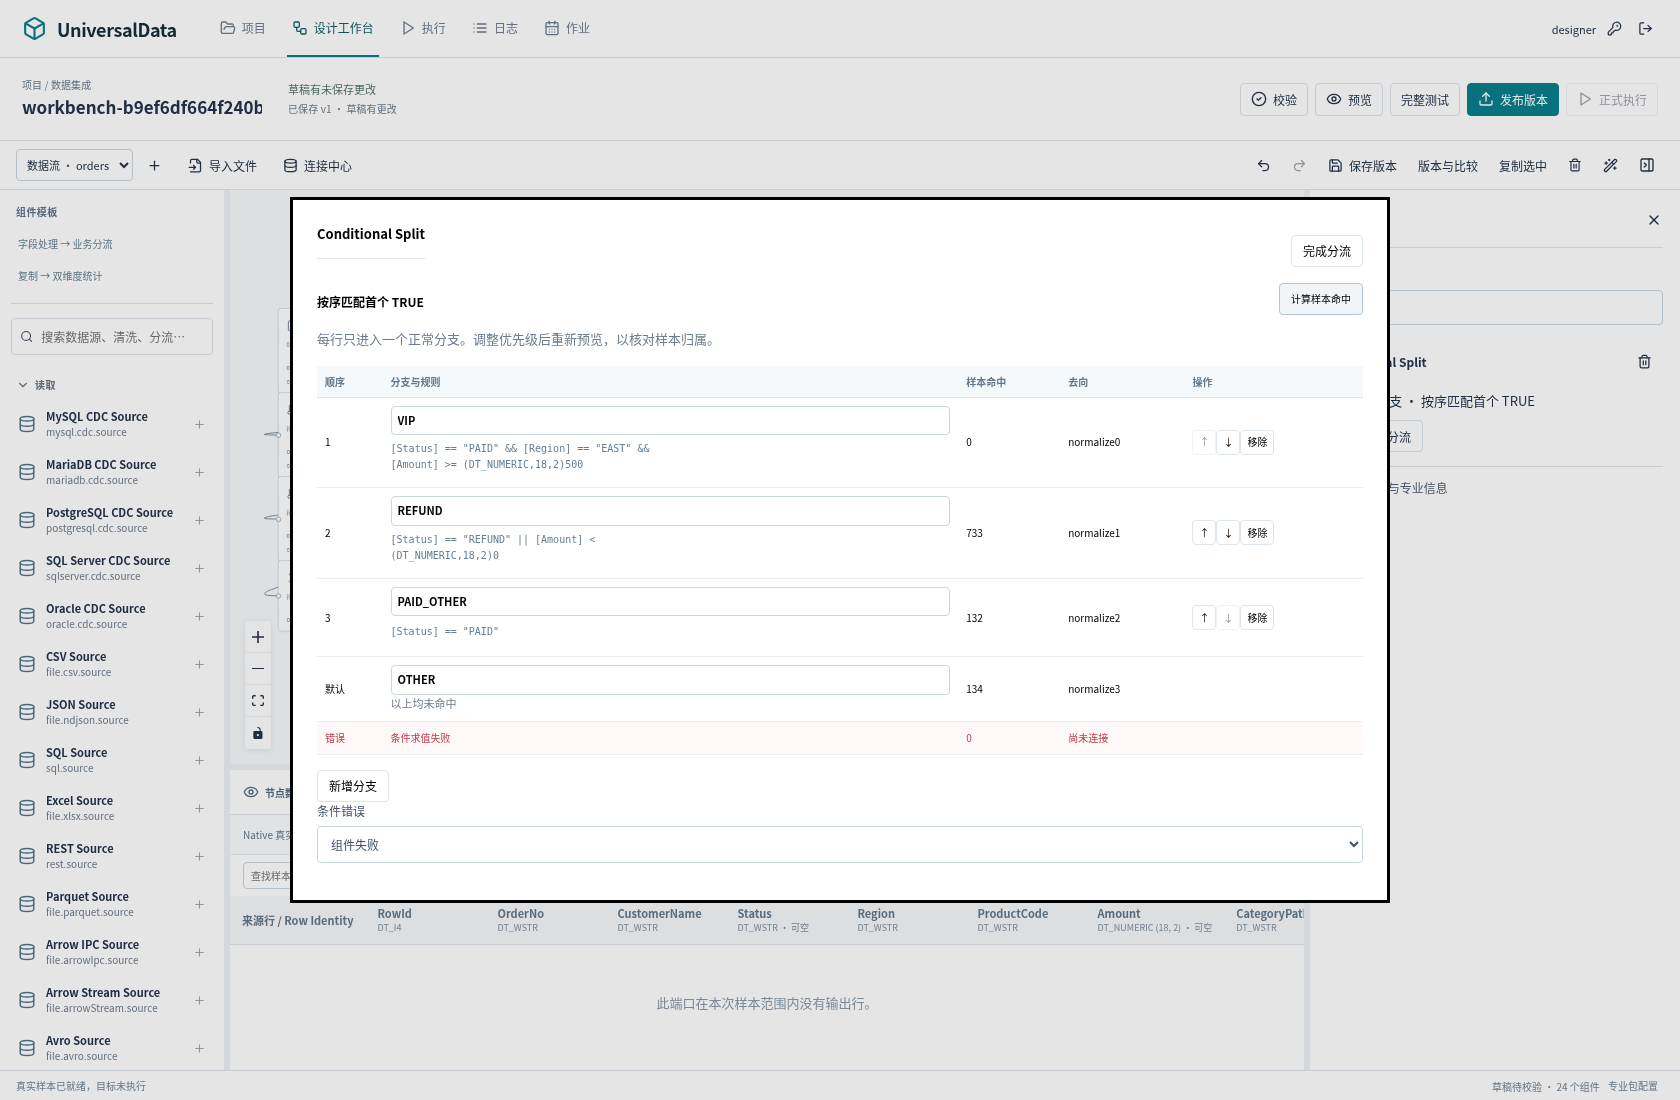 UniversalData
项目
设计工作台
执行
日志
作业
designer
项目 / 数据集成
workbench-b9ef6df664f240b
草稿有未保存更改
已保存 v1 · 草稿有更改
校验
预览
完整测试
发布版本
正式执行
数据流 · orders
导入文件
连接中心
保存版本
版本与比较
复制选中
组件模板
字段处理 → 业务分流
复制 → 双维度统计
搜索数据源、清洗、分流…
读取
MySQL CDC Source
mysql.cdc.source
MariaDB CDC Source
mariadb.cdc.source
PostgreSQL CDC Source
postgresql.cdc.source
SQL Server CDC Source
sqlserver.cdc.source
Oracle CDC Source
oracle.cdc.source
CSV Source
file.csv.source
JSON Source
file.ndjson.source
SQL Source
sql.source
Excel Source
file.xlsx.source
REST Source
rest.source
Parquet Source
file.parquet.source
Arrow IPC Source
file.arrowIpc.source
Arrow Stream Source
file.arrowStream.source
Avro Source
file.avro.source
Conditional Split
完成分流
按序匹配首个 TRUE
计算样本命中
每行只进入一个正常分支。调整优先级后重新预览，以核对样本归属。
顺序 分支与规则 样本命中 去向 操作
1
VIP
[Status] == "PAID" && [Region] == "EAST" &&
[Amount] >= (DT_NUMERIC,18,2)500
0 normalize0 ↑ ↓ 移除
2
REFUND
[Status] == "REFUND" || [Amount] <
(DT_NUMERIC,18,2)0
733 normalize1 ↑ ↓ 移除
3
PAID_OTHER
[Status] == "PAID"
132 normalize2 ↑ ↓ 移除
默认
OTHER
以上均未命中
134 normalize3
错误 条件求值失败 0 尚未连接
新增分支
条件错误
组件失败
al Split
支 · 按序匹配首个 TRUE
分流
与专业信息
节点
Native 真
查找样本
来源行 / Row Identity
RowId
DT_I4
OrderNo
DT_WSTR
CustomerName
DT_WSTR
Status
DT_WSTR · 可空
Region
DT_WSTR
ProductCode
DT_WSTR
Amount
DT_NUMERIC (18, 2) · 可空
CategoryPat
DT_WSTR
此端口在本次样本范围内没有输出行。
真实样本已就绪，目标未执行
草稿待校验 · 24 个组件
专业包配置